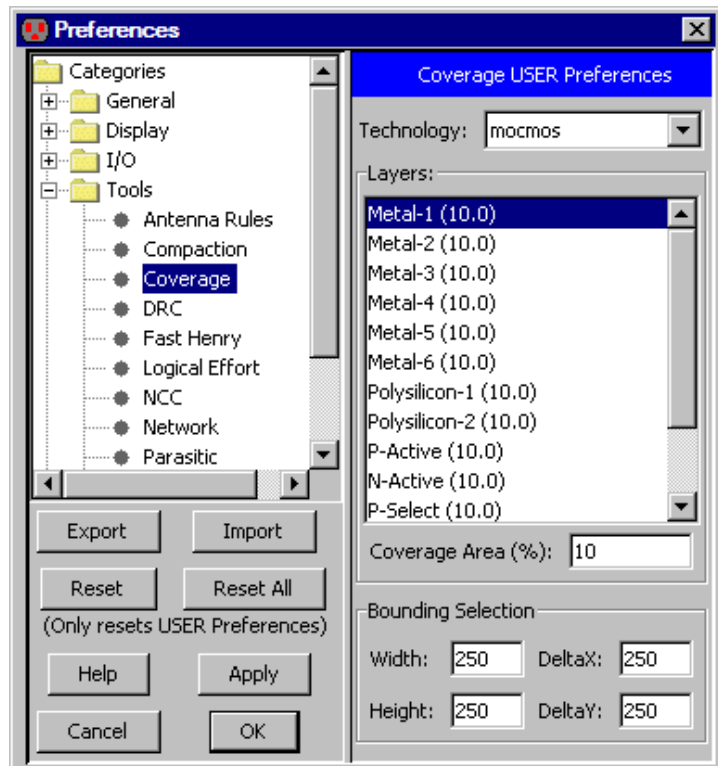 Preferences
Categories
General
Display
I/O
Tools
Antenna Rules
Compaction
Coverage
DRC
Fast Henry
Logical Effort
NCC
Network
Parasitic
Export Import
Reset Reset All
(Only resets USER Preferences)
Help Apply
Cancel OK
Coverage USER Preferences
Technology: mocmos
Layers:
Metal-1 (10.0)
Metal-2 (10.0)
Metal-3 (10.0)
Metal-4 (10.0)
Metal-5 (10.0)
Metal-6 (10.0)
Polysilicon-1 (10.0)
Polysilicon-2 (10.0)
P-Active (10.0)
N-Active (10.0)
P-Select (10.0)
Coverage Area (%): 10
Bounding Selection
Width: 250 DeltaX: 250
Height: 250 DeltaY: 250